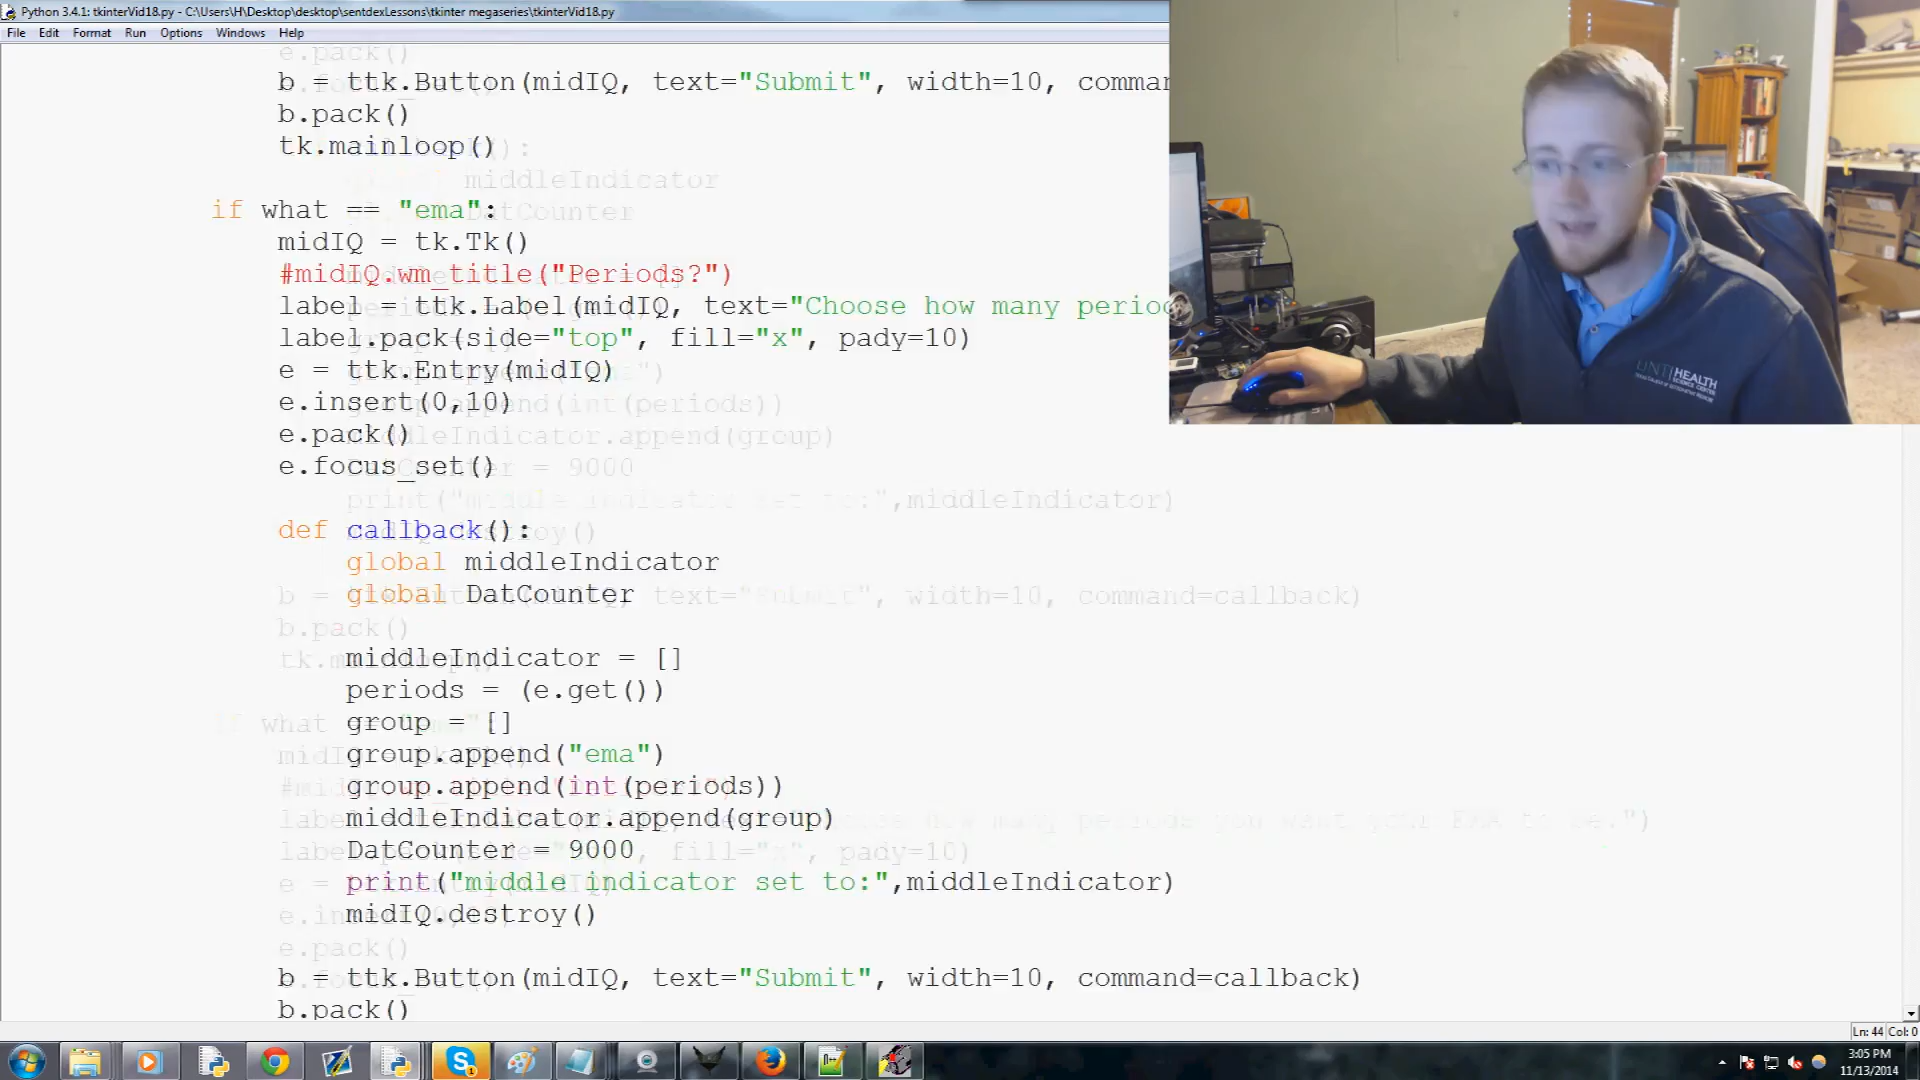 Python 3.4.1: tkinterVid18.py - C:\Users\H\Desktop\desktop\sentdexLessons\tkinter megaseries\tkinterVid18.py
File Edit Format Run Options Windows Help
e.pack()
b = ttk.Button(midIQ, text="Submit", width=10, comman
b.pack()
tk.mainloop()
if what == "ema":
midIQ = tk.Tk()
#midIQ.wm_title("Periods?")
label = ttk.Label(midIQ, text="Choose how many perio
label.pack(side="top", fill="x", pady=10)
e = ttk.Entry(midIQ)
e.insert(0,10)
e.pack()
e.focus_set()
def callback():
global middleIndicator
global DatCounter
middleIndicator = []
periods = (e.get())
group = []
group.append("ema")
group.append(int(periods))
middleIndicator.append(group)
DatCounter = 9000
print("middle indicator set to:",middleIndicator)
midIQ.destroy()
b = ttk.Button(midIQ, text="Submit", width=10, command=callback)
b.pack()
UNT HEALTH
SCIENCE CENTER
Ln: 44 Col: 0
3:05 PM
11/13/2014